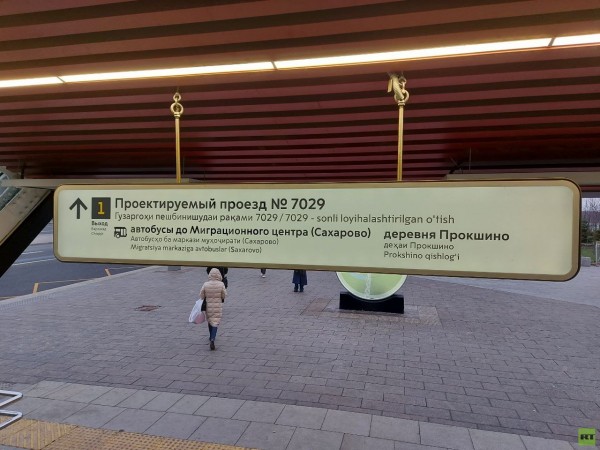 1
Выход
Проектируемый проезд № 7029
Гузаргоҳи пешбинишудаи рақами 7029 / 7029 - sonli loyihalashtirilgan o'tish
автобусы до Миграционного центра (Сахарово)
Автобусҳо ба маркази муҳоҷират (Сахарово)
Migratsiya markaziga avtobuslar (Saxarovo)
деревня Прокшино
деҳаи Прокшино
Prokshino qishlog'i
RT